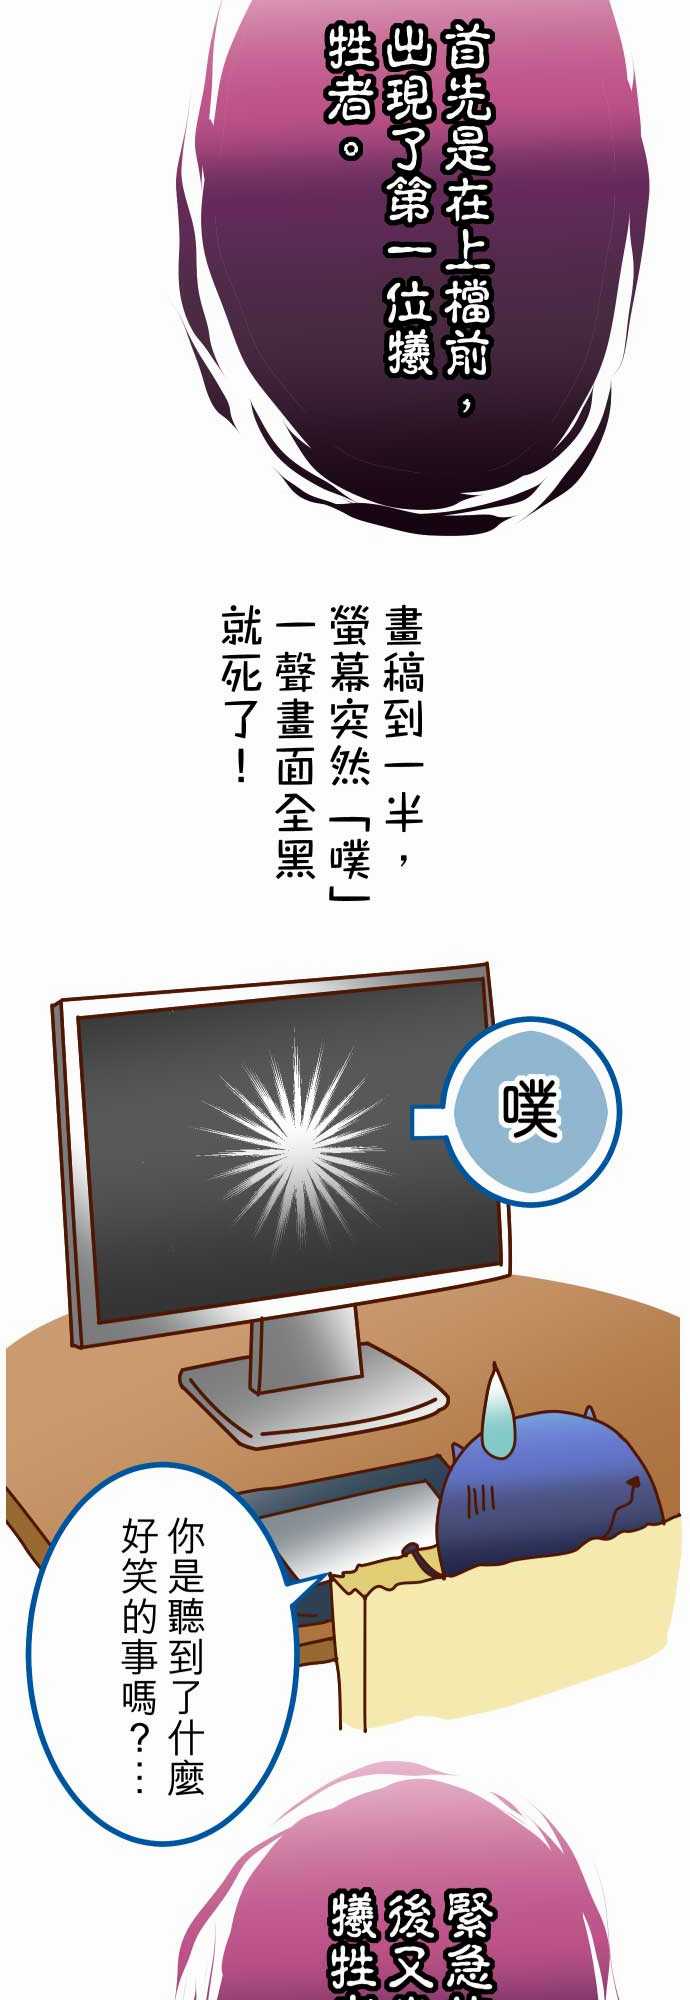 首先是在上檔前，
出現了第一位犧
牲者。
畫稿到一半，
螢幕突然「噗」
一聲畫面全黑
就死了！
噗
你是聽到了什麼
好笑的事嗎？…
緊急
後又
犧牲